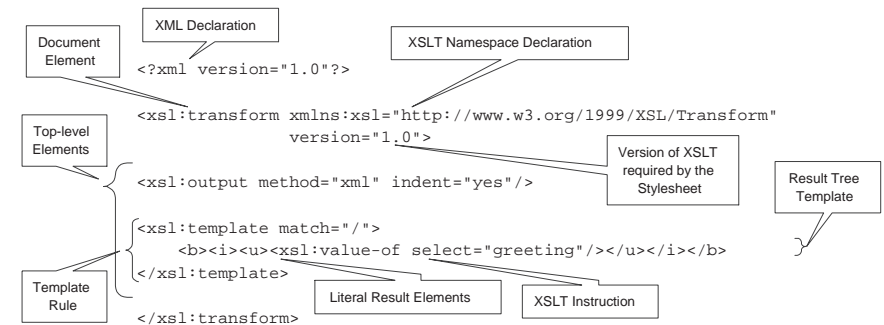 XML Declaration
Document
Element
XSLT Namespace Declaration
<?xml version="1.0"?>
<xsl:transform xmlns:xsl="http://www.w3.org/1999/XSL/Transform"
version="1.0">
Top-level
Elements
Version of XSLT
required by the
Stylesheet
<xsl:output method="xml" indent="yes"/>
Result Tree
Template
<xsl:template match="/">
<b><i><u><xsl:value-of select="greeting"/></u></i></b>
</xsl:template>
Template
Rule
Literal Result Elements
XSLT Instruction
</xsl:transform>